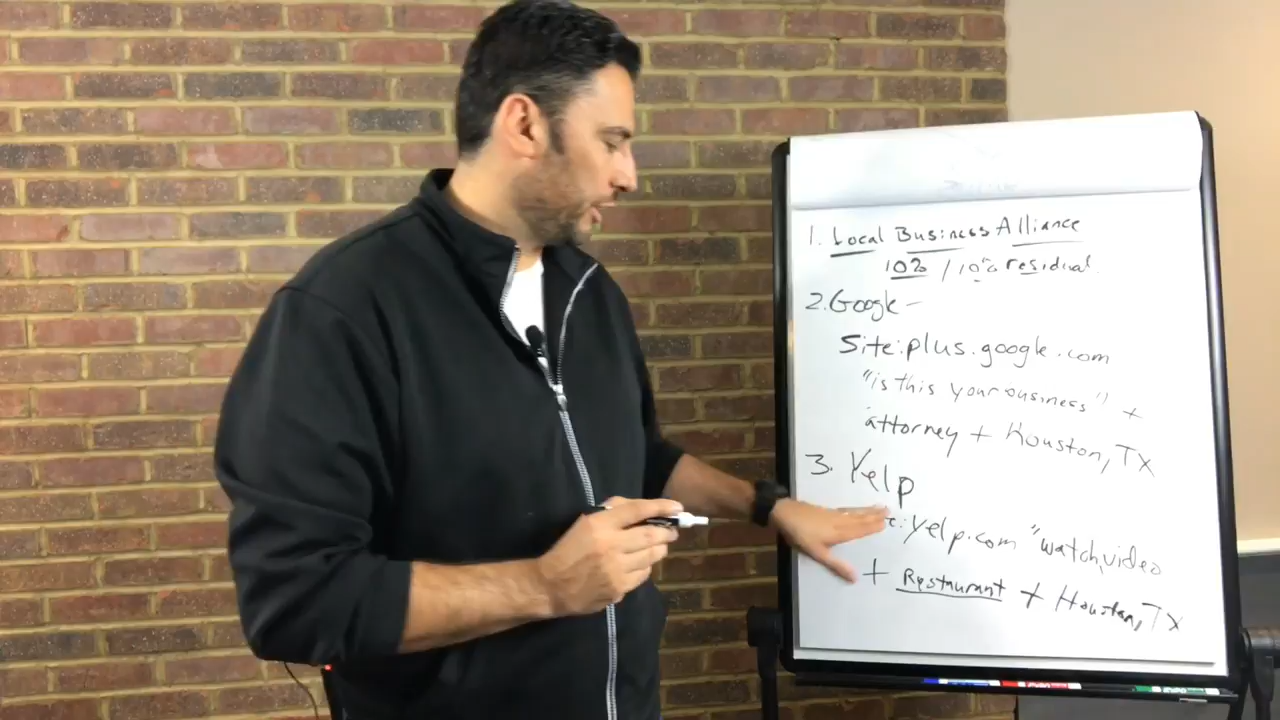 1. Local Business Alliance
10% / 10% residual.
2. Google -
Site:plus.google.com
"is this your business" +
attorney + Houston, TX
3. Yelp
:yelp.com "watch video
+ Restaurant + Houston, TX